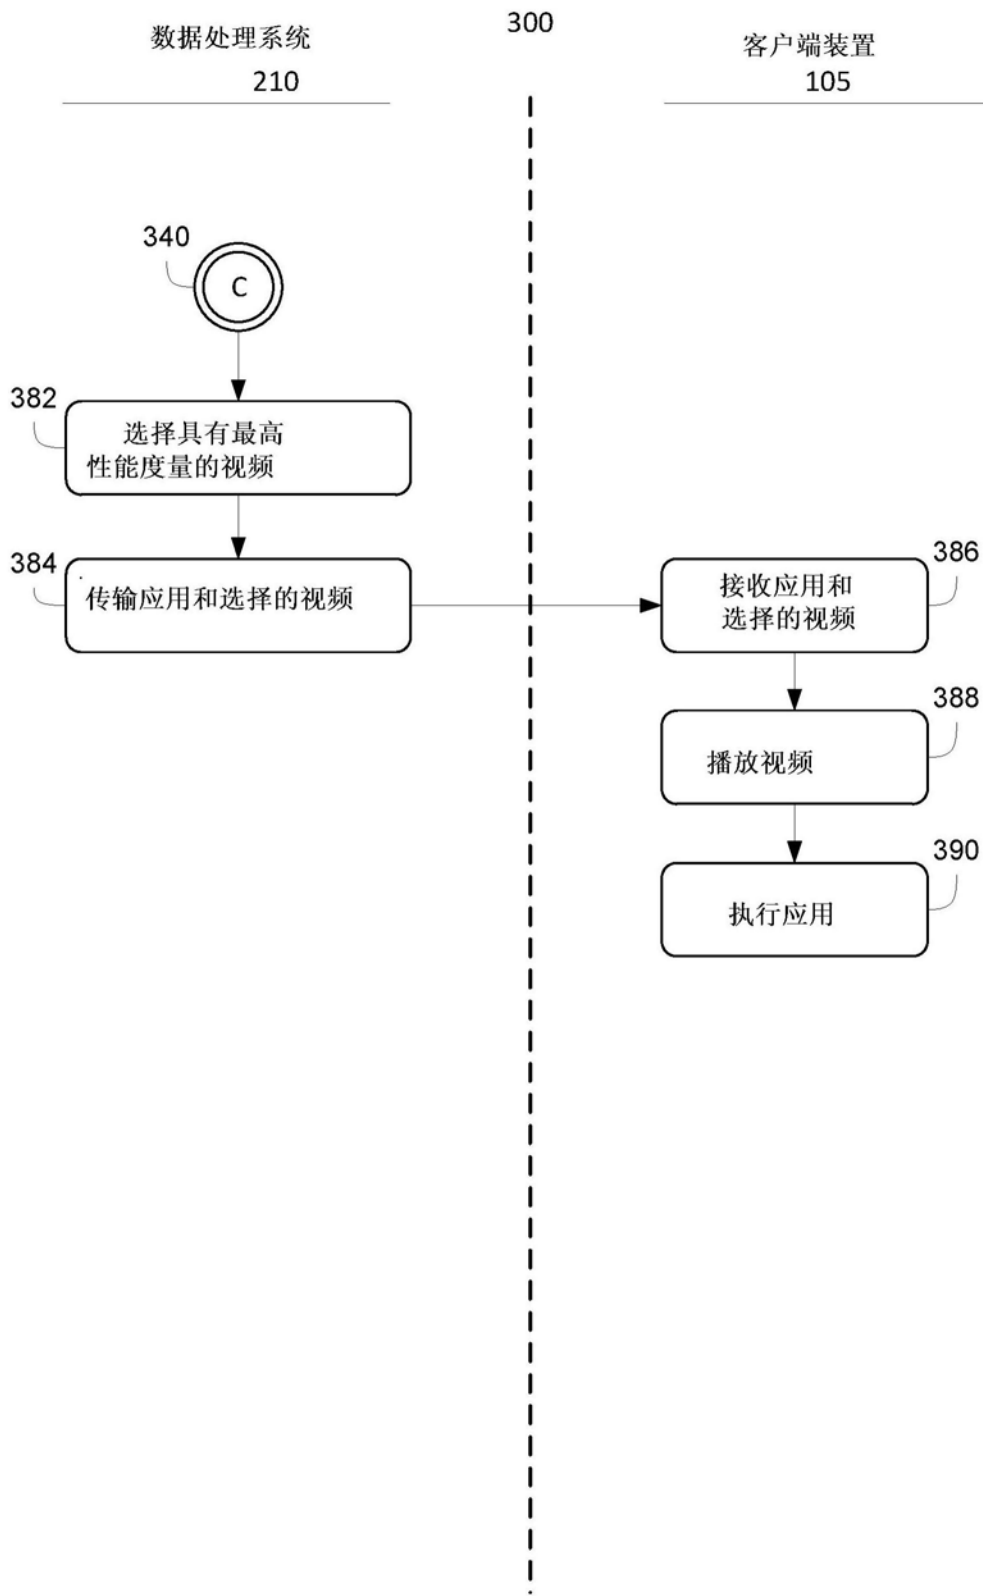 300
数据处理系统
210
客户端装置
105
340
C
382
选择具有最高
性能度量的视频
384
传输应用和选择的视频
386
接收应用和
选择的视频
388
播放视频
390
执行应用